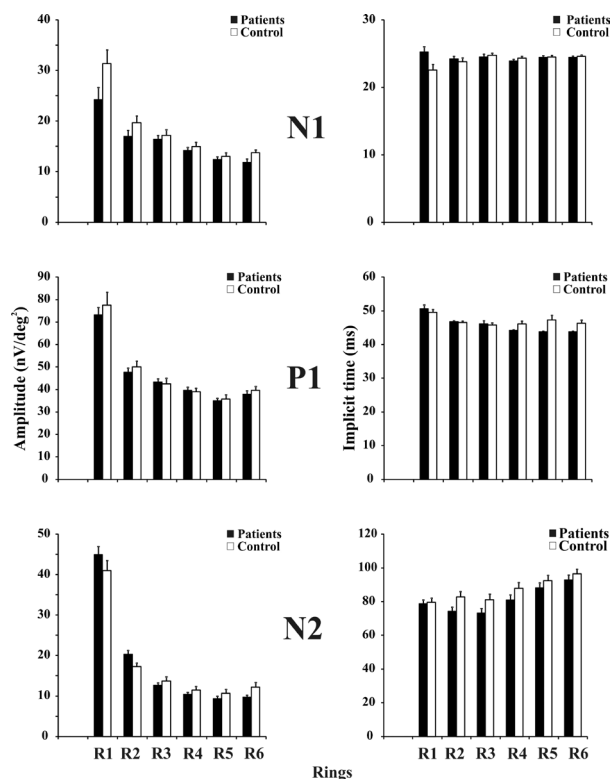 Patients
Control
40
30
20
10
0
N1
Patients
Control
30
20
10
0
Amplitude (nV/deg²)
Patients
Control
90
80
70
60
50
40
30
20
10
0
P1
Implicit time (ms)
Patients
Control
60
50
40
30
20
10
0
Patients
Control
50
40
30
20
10
0
R1 R2 R3 R4 R5 R6
N2
Patients
Control
120
100
80
60
40
20
0
R1 R2 R3 R4 R5 R6
Rings